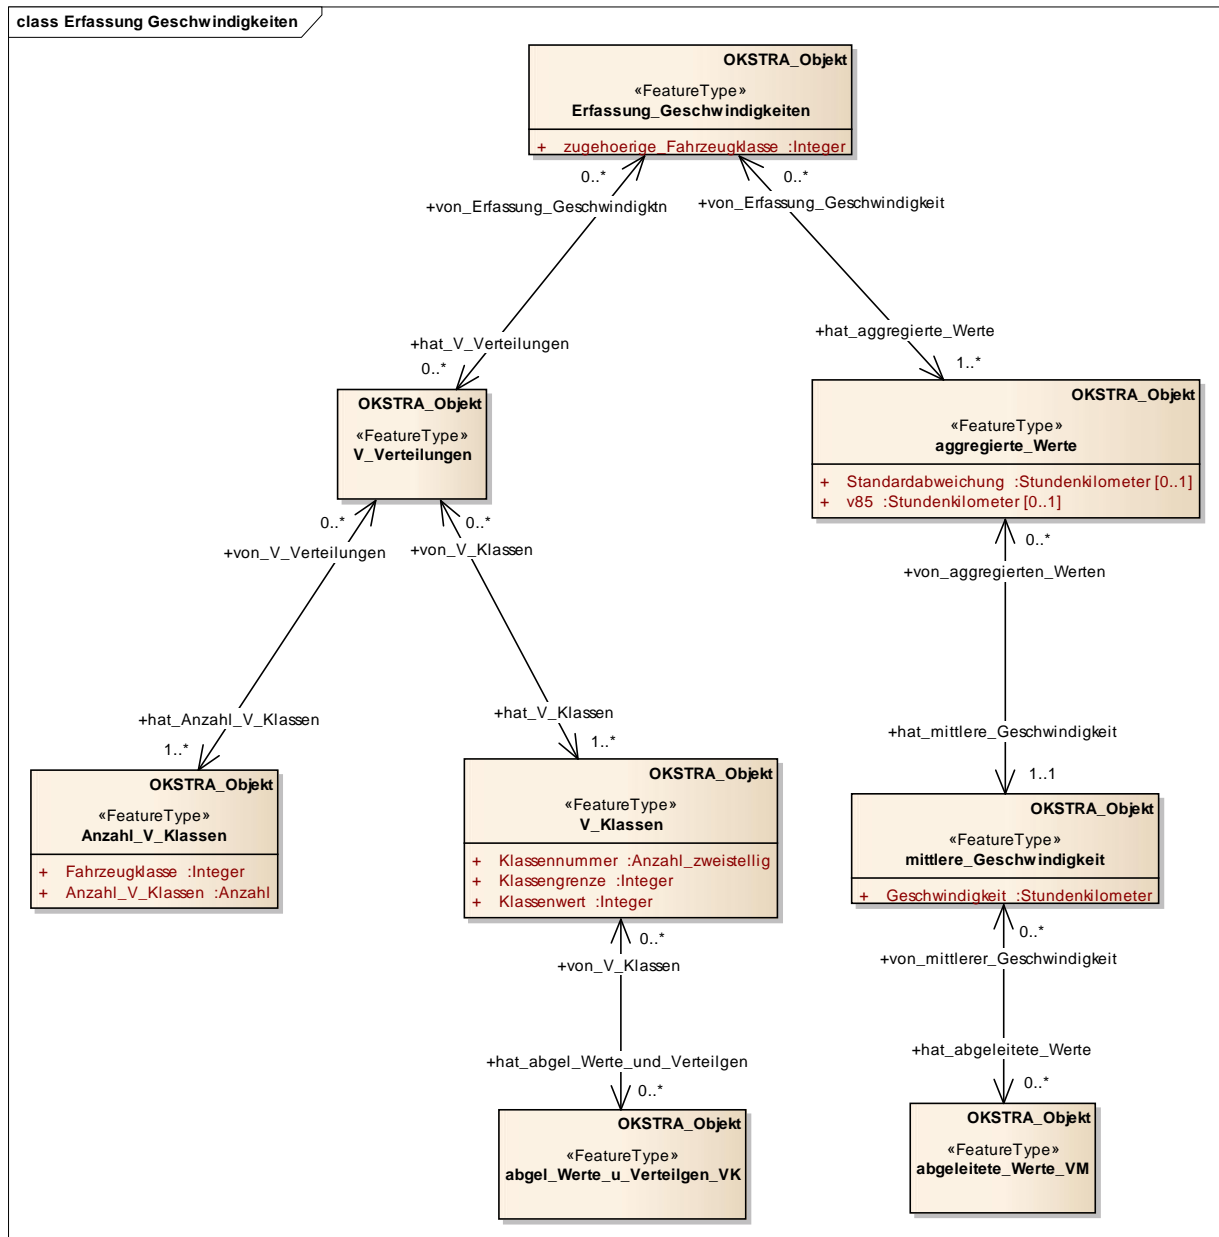 class Erfassung Geschwindigkeiten
OKSTRA_Objekt
«FeatureType»
Erfassung_Geschwindigkeiten
+ zugehoerige_Fahrzeugklasse :Integer
0..*
0..*
+von_Erfassung_Geschwindigkeit
+von_Erfassung_Geschwindigktn
+hat_aggregierte_Werte
+hat_V_Verteilungen
1..*
0..*
OKSTRA_Objekt
«FeatureType»
aggregierte_Werte
+ Standardabweichung :Stundenkilometer [0..1]
+ v85 :Stundenkilometer [0..1]
OKSTRA_Objekt
«FeatureType»
V_Verteilungen
0..*
0..*
0..*
+von_V_Verteilungen
+von_V_Klassen
+von_aggregierten_Werten
+hat_Anzahl_V_Klassen
+hat_V_Klassen
+hat_mittlere_Geschwindigkeit
1..*
1..*
1..1
OKSTRA_Objekt
«FeatureType»
Anzahl_V_Klassen
+ Fahrzeugklasse :Integer
+ Anzahl_V_Klassen :Anzahl
OKSTRA_Objekt
«FeatureType»
V_Klassen
+ Klassennummer :Anzahl_zweistellig
+ Klassengrenze :Integer
+ Klassenwert :Integer
OKSTRA_Objekt
«FeatureType»
mittlere_Geschwindigkeit
+ Geschwindigkeit :Stundenkilometer
0..*
0..*
+von_V_Klassen
+von_mittlerer_Geschwindigkeit
+hat_abgel_Werte_und_Verteilgen
+hat_abgeleitete_Werte
0..*
0..*
OKSTRA_Objekt
«FeatureType»
abgel_Werte_u_Verteilgen_VK
OKSTRA_Objekt
«FeatureType»
abgeleitete_Werte_VM